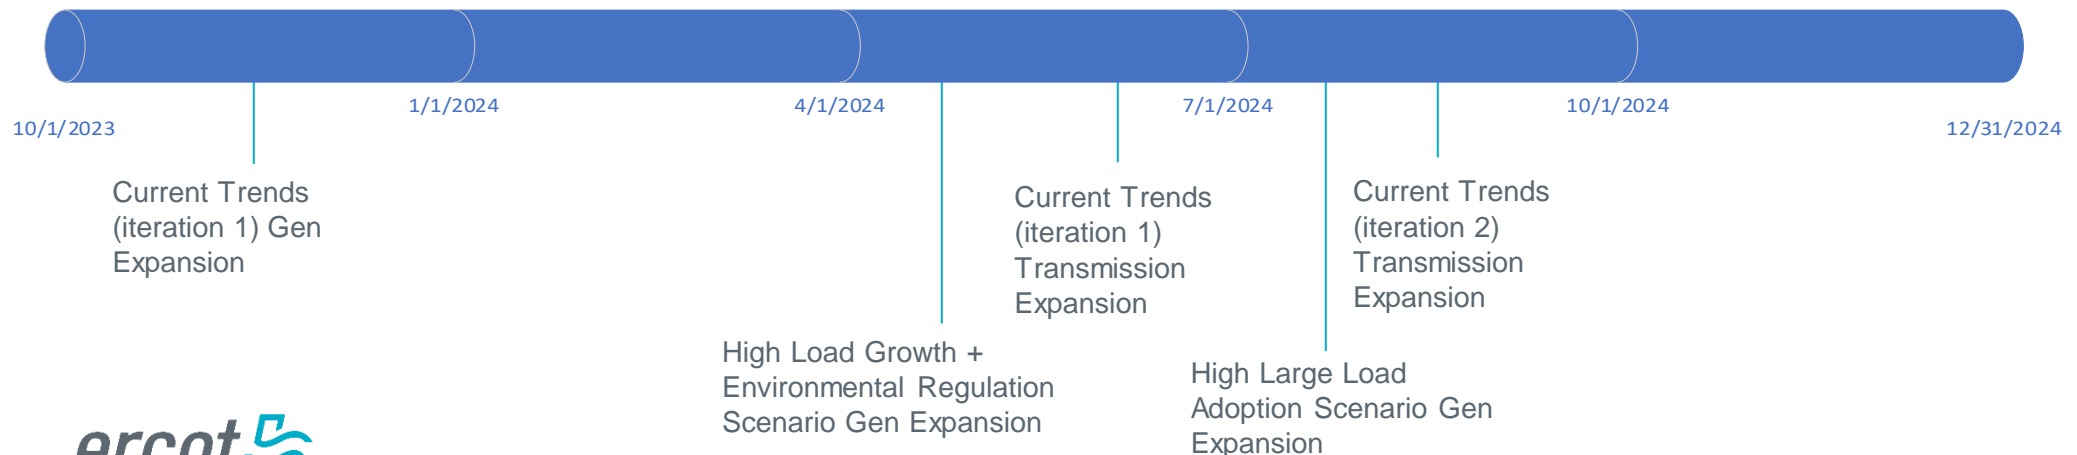 10/1/2023
1/1/2024
4/1/2024
7/1/2024
10/1/2024
12/31/2024
Current Trends
(iteration 1) Gen
Expansion
High Load Growth +
Environmental Regulation
Scenario Gen Expansion
Current Trends
(iteration 1)
Transmission
Expansion
High Large Load
Adoption Scenario Gen
Expansion
Current Trends
(iteration 2)
Transmission
Expansion
ercot